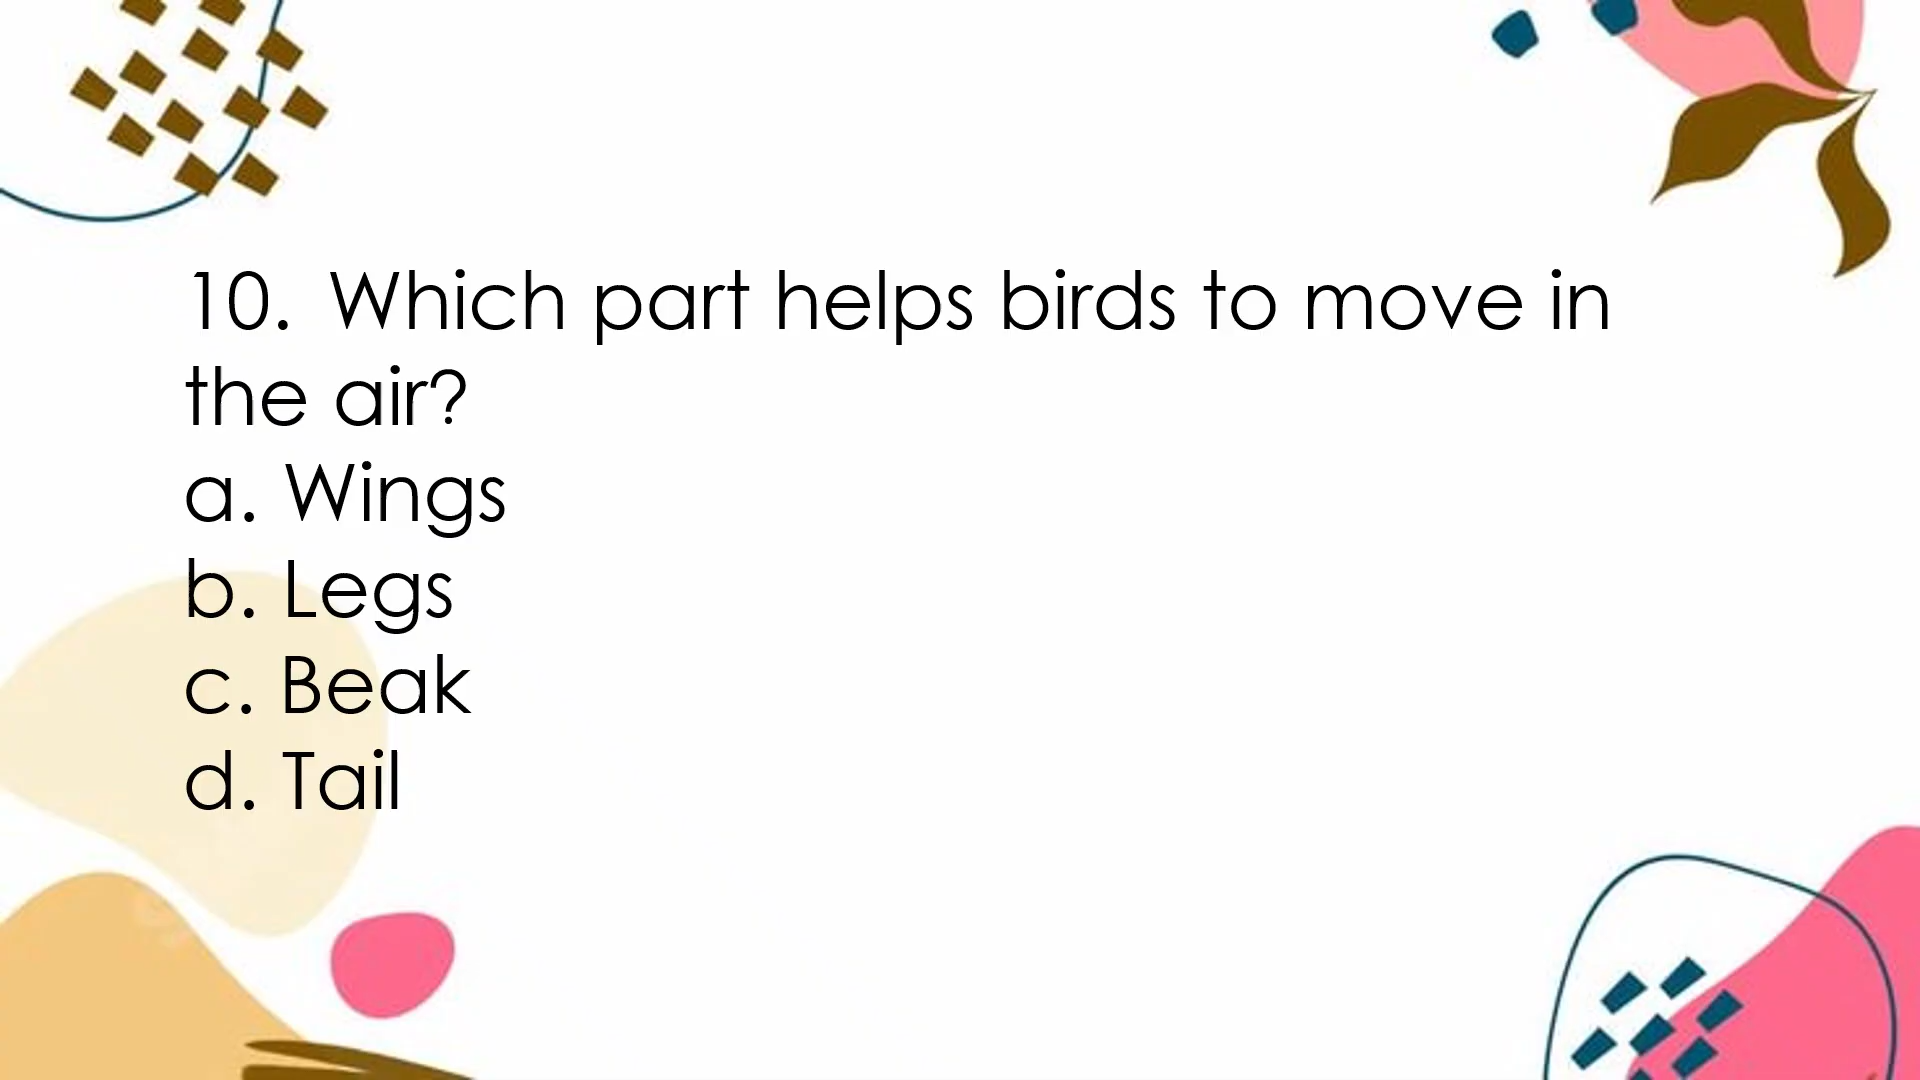 10. Which part helps birds to move in
the air?
a. Wings
b. Legs
c. Beak
d. Tail